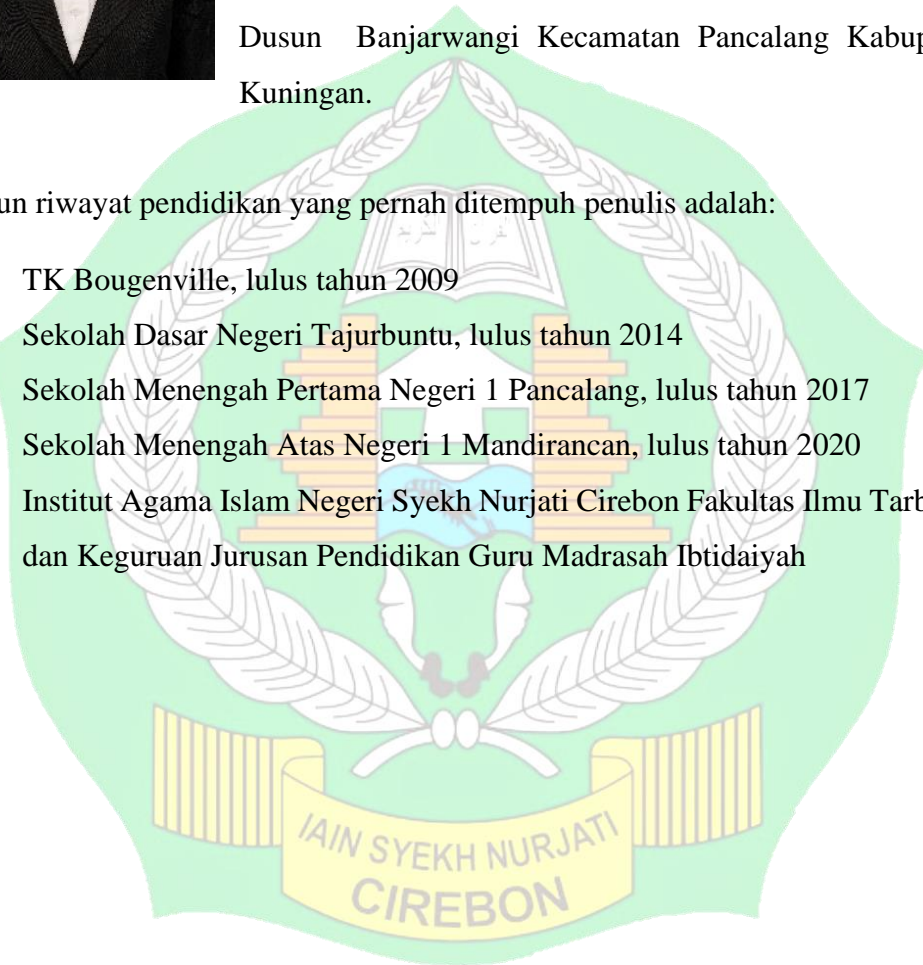 Dusun Banjarwangi Kecamatan Pancalang Kabup
Kuningan.
un riwayat pendidikan yang pernah ditempuh penulis adalah:
TK Bougenville, lulus tahun 2009
Sekolah Dasar Negeri Tajurbuntu, lulus tahun 2014
Sekolah Menengah Pertama Negeri 1 Pancalang, lulus tahun 2017
Sekolah Menengah Atas Negeri 1 Mandirancan, lulus tahun 2020
Institut Agama Islam Negeri Syekh Nurjati Cirebon Fakultas Ilmu Tarb
dan Keguruan Jurusan Pendidikan Guru Madrasah Ibtidaiyah
IAIN SYEKH NURJATI
CIREBON